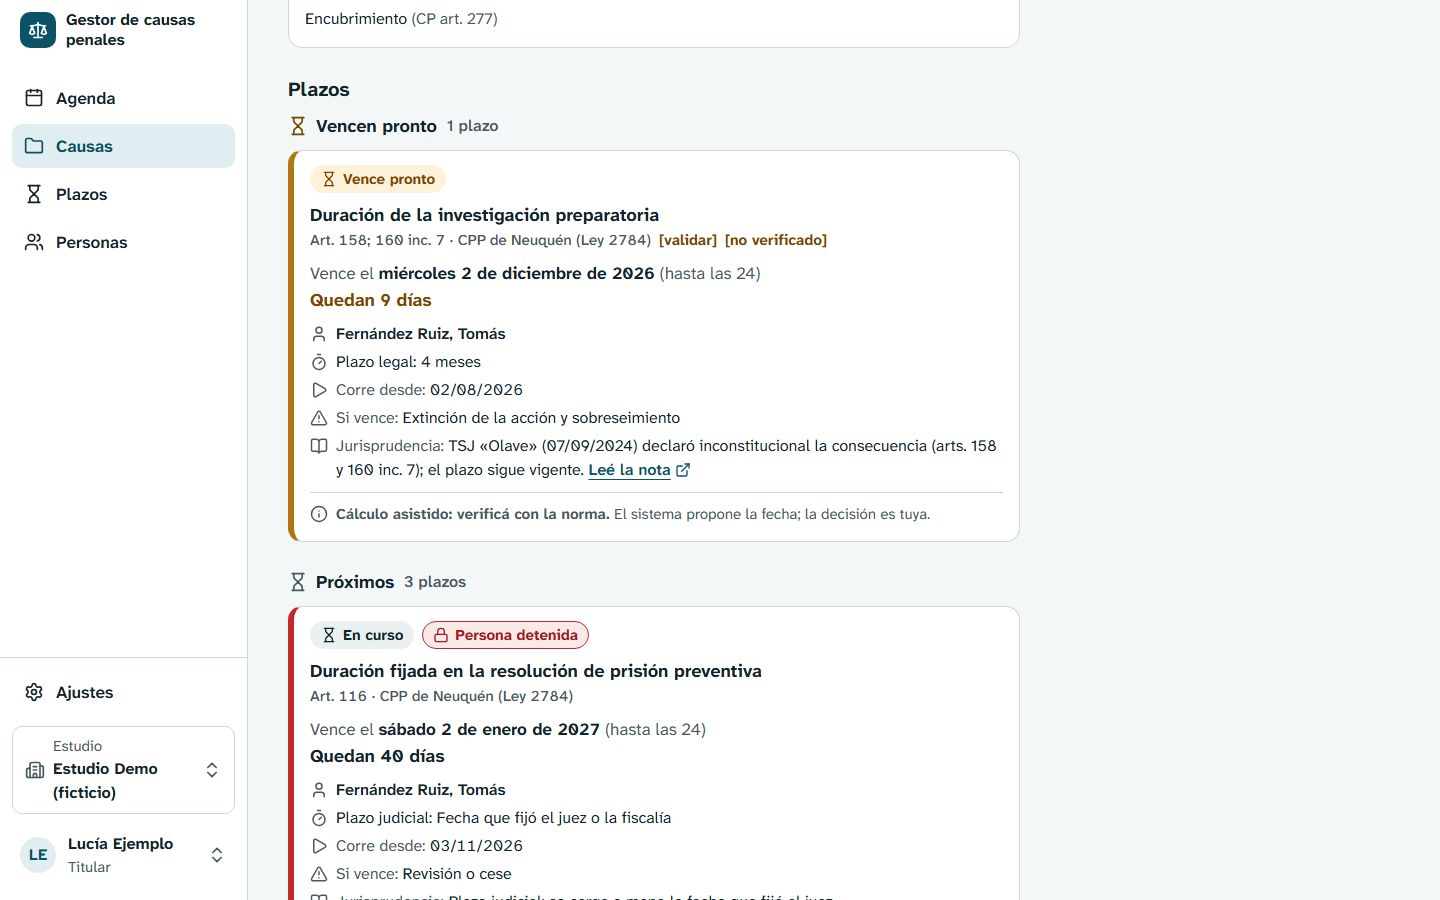 Gestor de causas
penales
Agenda
Causas
Plazos
Personas
Ajustes
Estudio
Estudio Demo
(ficticio)
LE
Lucía Ejemplo
Titular
Encubrimiento (CP art. 277)
Plazos
Vencen pronto 1 plazo
Vence pronto
Duración de la investigación preparatoria
Art. 158; 160 inc. 7 · CPP de Neuquén (Ley 2784) [validar] [no verificado]
Vence el miércoles 2 de diciembre de 2026 (hasta las 24)
Quedan 9 días
Fernández Ruiz, Tomás
Plazo legal: 4 meses
Corre desde: 02/08/2026
Si vence: Extinción de la acción y sobreseimiento
Jurisprudencia: TSJ «Olave» (07/09/2024) declaró inconstitucional la consecuencia (arts. 158
y 160 inc. 7); el plazo sigue vigente. Leé la nota
Cálculo asistido: verificá con la norma. El sistema propone la fecha; la decisión es tuya.
Próximos 3 plazos
En curso Persona detenida
Duración fijada en la resolución de prisión preventiva
Art. 116 · CPP de Neuquén (Ley 2784)
Vence el sábado 2 de enero de 2027 (hasta las 24)
Quedan 40 días
Fernández Ruiz, Tomás
Plazo judicial: Fecha que fijó el juez o la fiscalía
Corre desde: 03/11/2026
Si vence: Revisión o cese